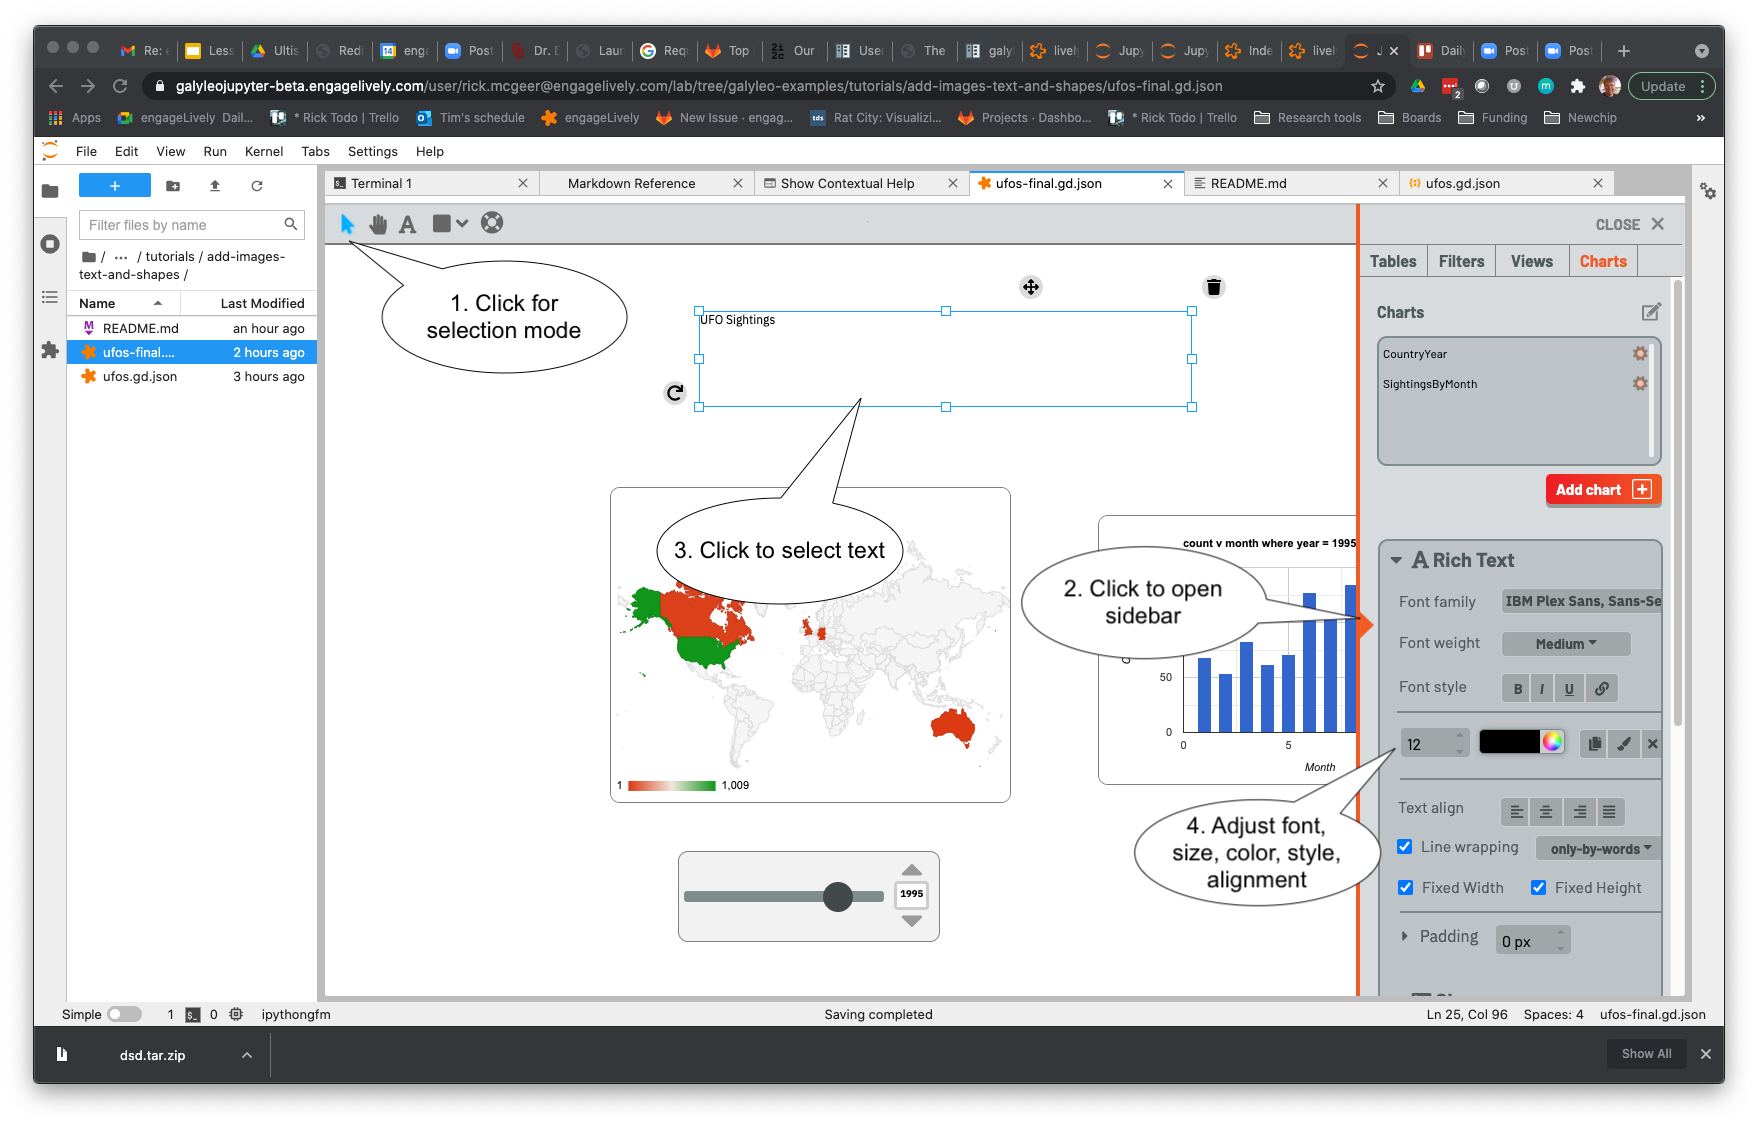 Re: e
Less
Ultis
Redi
enga
Post
Dr. D
Laur
Requ
Top
Our
User
The
galy
lively
Jupy
Jupy
Inde
lively
J
Daily
Post
Post
galyleojupyter-beta.engagelively.com/user/rick.mcgeer@engagelively.com/lab/tree/galyleo-examples/tutorials/add-images-text-and-shapes/ufos-final.gd.json
2
Update
Apps
engageLively Dail...
* Rick Todo | Trello
Tim's schedule
engageLively
New Issue · engag...
Rat City: Visualizi...
Projects · Dashbo...
* Rick Todo | Trello
Research tools
Boards
Funding
Newchip
»
File Edit View Run Kernel Tabs Settings Help
Terminal 1
Markdown Reference
Show Contextual Help
ufos-final.gd.json
README.md
ufos.gd.json
Filter files by name
/ ··· / tutorials / add-images-
text-and-shapes /
Name Last Modified
README.md an hour ago
ufos-final.... 2 hours ago
ufos.gd.json 3 hours ago
A
1. Click for
selection mode
UFO Sightings
3. Click to select text
1 1,009
1995
count v month where year = 1995
50
0
0 5
Month
2. Click to open
sidebar
4. Adjust font,
size, color, style,
alignment
CLOSE
Tables Filters Views Charts
Charts
CountryYear
SightingsByMonth
Add chart
A Rich Text
Font family IBM Plex Sans, Sans-Se
Font weight Medium
Font style B I U
12
Text align
Line wrapping only-by-words
Fixed Width Fixed Height
Padding 0 px
Simple 1 0 ipythongfm Saving completed Ln 25, Col 96 Spaces: 4 ufos-final.gd.json
dsd.tar.zip Show All